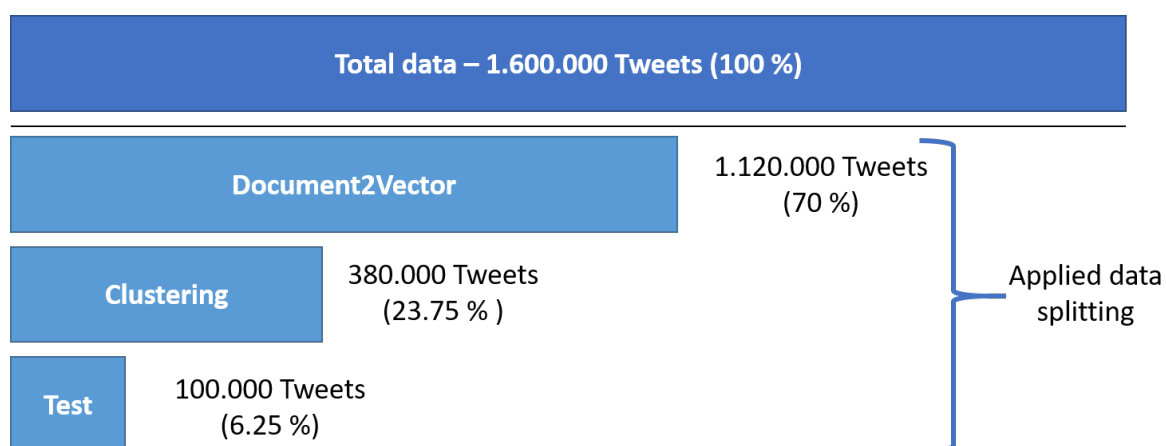 Total data – 1.600.000 Tweets (100 %)
Document2Vector
1.120.000 Tweets
(70 %)
Clustering
380.000 Tweets
(23.75 % )
Applied data
splitting
Test
100.000 Tweets
(6.25 %)